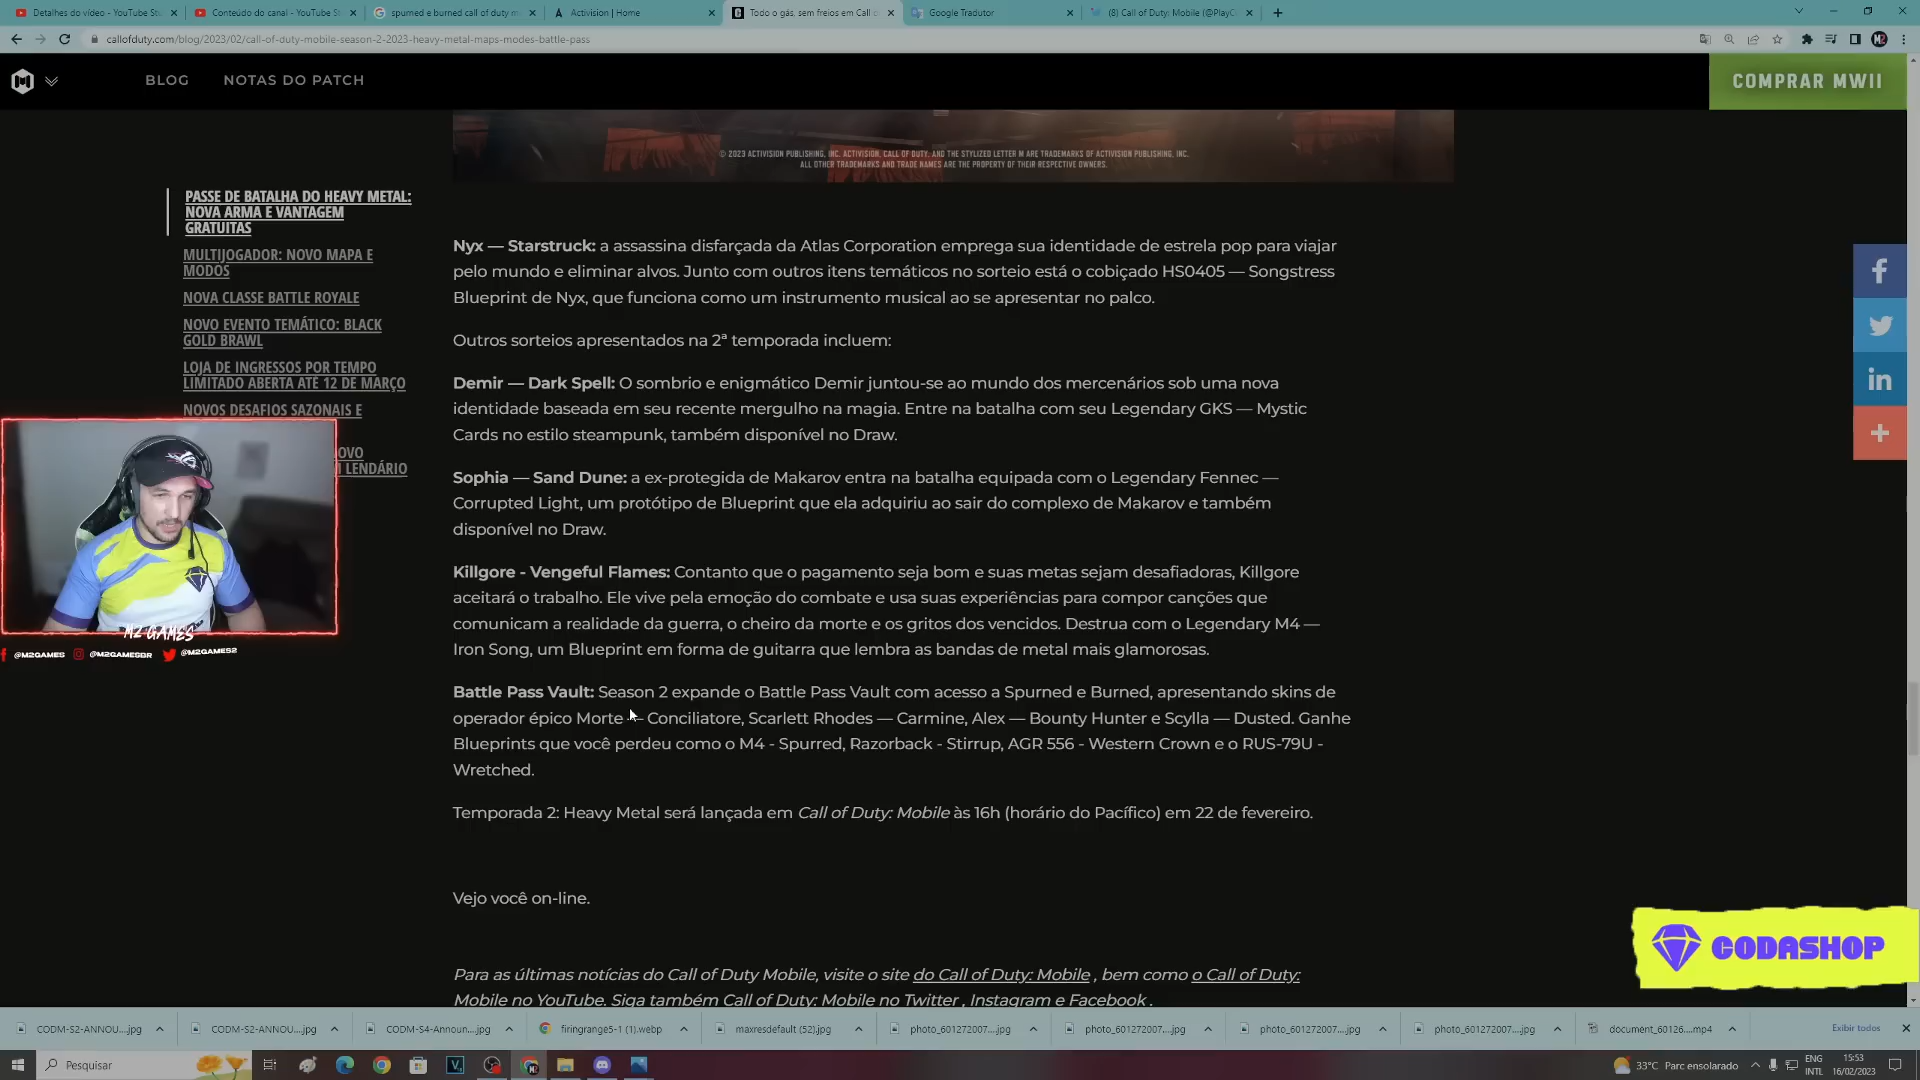 Detalhes do vídeo - YouTube St
Conteúdo do canal - YouTube S
spurned e burned call of duty m
Activision | Home
Todo o gás, sem freios em Call o
Google Tradutor
(8) Call of Duty: Mobile (@PlayC
callofduty.com/blog/2023/02/call-of-duty-mobile-season-2-2023-heavy-metal-maps-modes-battle-pass
BLOG
NOTAS DO PATCH
COMPRAR MWII
© 2023 ACTIVISION PUBLISHING, INC. ACTIVISION, CALL OF DUTY, AND THE STYLIZED LETTER M ARE TRADEMARKS OF ACTIVISION PUBLISHING, INC.
ALL OTHER TRADEMARKS AND TRADE NAMES ARE THE PROPERTY OF THEIR RESPECTIVE OWNERS.
PASSE DE BATALHA DO HEAVY METAL:
NOVA ARMA E VANTAGEM
GRATUITAS
MULTIJOGADOR: NOVO MAPA E
MODOS
NOVA CLASSE BATTLE ROYALE
NOVO EVENTO TEMÁTICO: BLACK
GOLD BRAWL
LOJA DE INGRESSOS POR TEMPO
LIMITADO ABERTA ATÉ 12 DE MARÇO
NOVOS DESAFIOS SAZONAIS E
OVO
M LENDÁRIO
Nyx — Starstruck: a assassina disfarçada da Atlas Corporation emprega sua identidade de estrela pop para viajar
pelo mundo e eliminar alvos. Junto com outros itens temáticos no sorteio está o cobiçado HS0405 — Songstress
Blueprint de Nyx, que funciona como um instrumento musical ao se apresentar no palco.
Outros sorteios apresentados na 2ª temporada incluem:
Demir — Dark Spell: O sombrio e enigmático Demir juntou-se ao mundo dos mercenários sob uma nova
identidade baseada em seu recente mergulho na magia. Entre na batalha com seu Legendary GKS — Mystic
Cards no estilo steampunk, também disponível no Draw.
Sophia — Sand Dune: a ex-protegida de Makarov entra na batalha equipada com o Legendary Fennec —
Corrupted Light, um protótipo de Blueprint que ela adquiriu ao sair do complexo de Makarov e também
disponível no Draw.
Killgore - Vengeful Flames: Contanto que o pagamento seja bom e suas metas sejam desafiadoras, Killgore
aceitará o trabalho. Ele vive pela emoção do combate e usa suas experiências para compor canções que
comunicam a realidade da guerra, o cheiro da morte e os gritos dos vencidos. Destrua com o Legendary M4 —
Iron Song, um Blueprint em forma de guitarra que lembra as bandas de metal mais glamorosas.
Battle Pass Vault: Season 2 expande o Battle Pass Vault com acesso a Spurned e Burned, apresentando skins de
operador épico Morte — Conciliatore, Scarlett Rhodes — Carmine, Alex — Bounty Hunter e Scylla — Dusted. Ganhe
Blueprints que você perdeu como o M4 - Spurred, Razorback - Stirrup, AGR 556 - Western Crown e o RUS-79U -
Wretched.
Temporada 2: Heavy Metal será lançada em Call of Duty: Mobile às 16h (horário do Pacífico) em 22 de fevereiro.
Vejo você on-line.
Para as últimas notícias do Call of Duty Mobile, visite o site do Call of Duty: Mobile , bem como o Call of Duty:
Mobile no YouTube. Siga também Call of Duty: Mobile no Twitter , Instagram e Facebook .
M2 GAMES
@M2GAMES
@M2GAMESBR
@M2GAMES2
CODASHOP
CODM-S2-ANNOU....jpg
CODM-S2-ANNOU....jpg
CODM-S4-Announ....jpg
firingrange5-1 (1).webp
maxresdefault (52).jpg
photo_601272007....jpg
photo_601272007....jpg
photo_601272007....jpg
photo_601272007....jpg
document_60126....mp4
Exibir todos
Pesquisar
33°C Parc ensolarado
ENG
INTL
15:53
16/02/2023